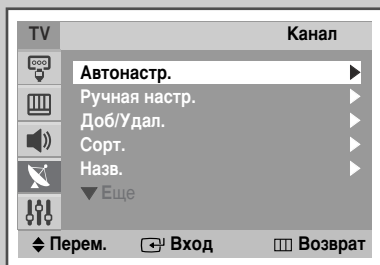 TV Канал
Автонастр.
Ручная настр.
Доб/Удал.
Сорт.
Назв.
Еще
Перем. Вход Возврат